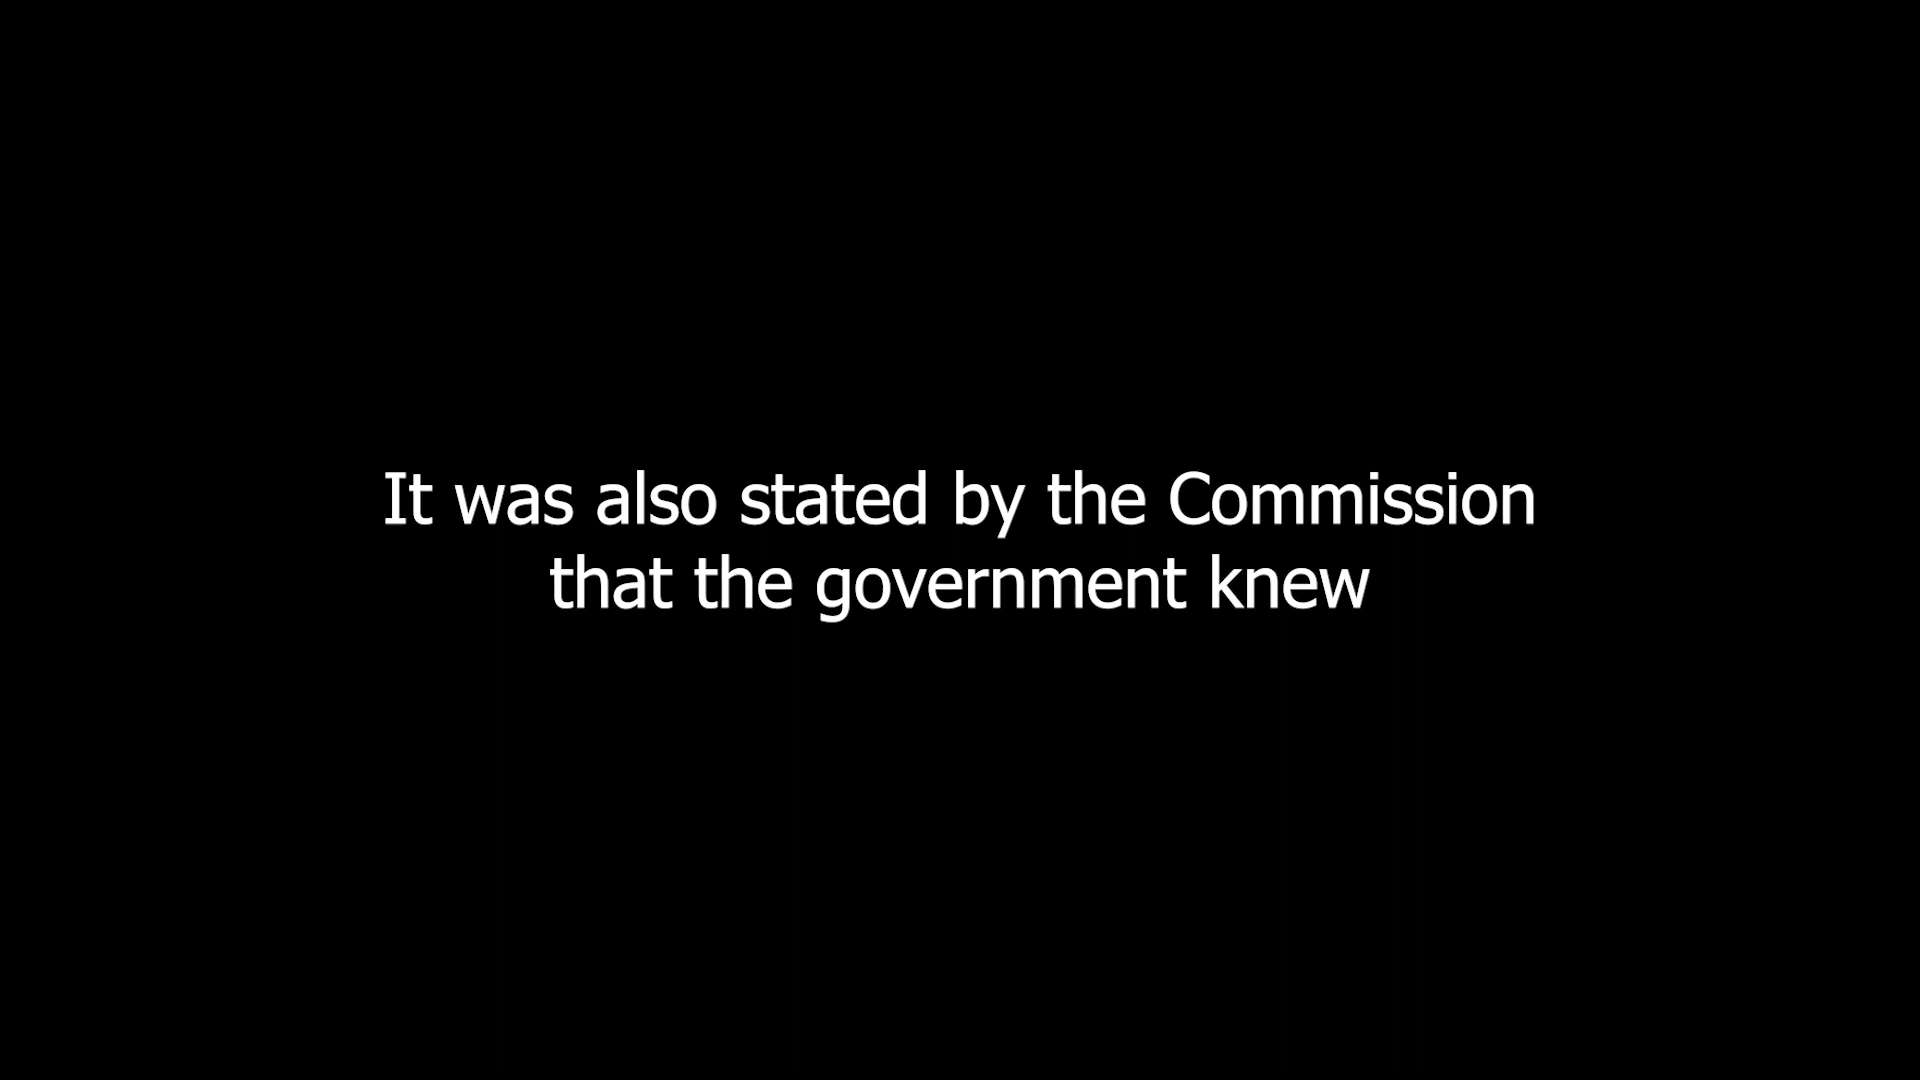 It was also stated by the Commission
that the government knew